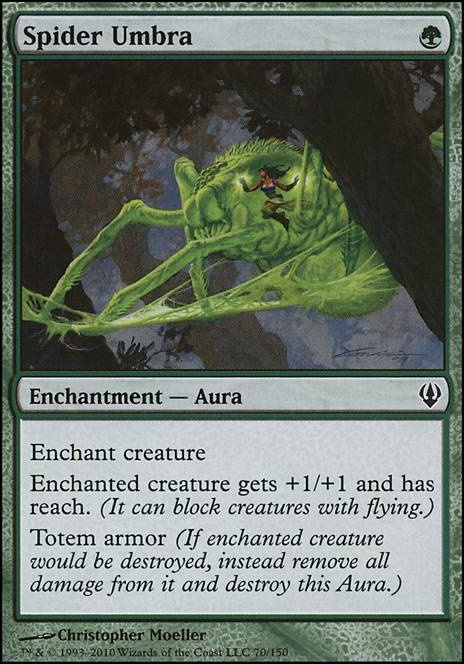 Spider Umbra
Enchantment — Aura
Enchant creature
Enchanted creature gets +1/+1 and has
reach. (It can block creatures with flying.)
Totem armor (If enchanted creature
would be destroyed, instead remove all
damage from it and destroy this Aura.)
Christopher Moeller
™ & © 1993–2010 Wizards of the Coast LLC 70/150